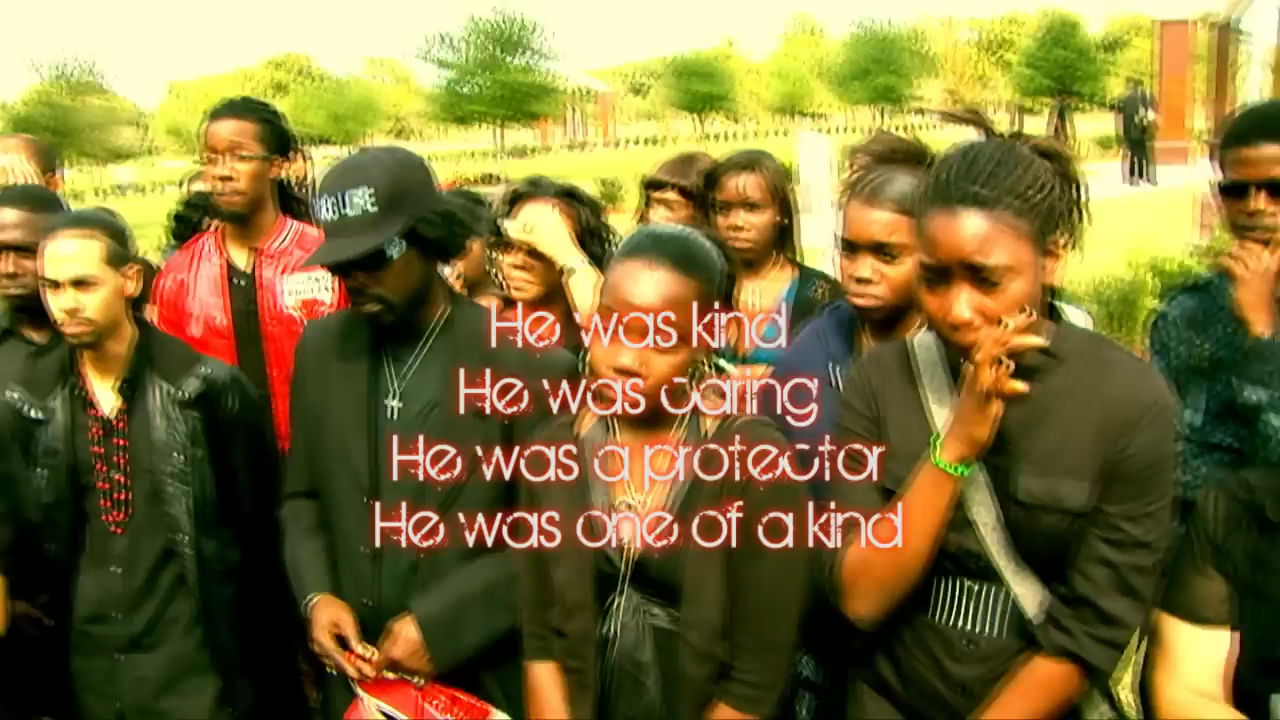 He was kind
He was caring
He was a protector
He was one of a kind